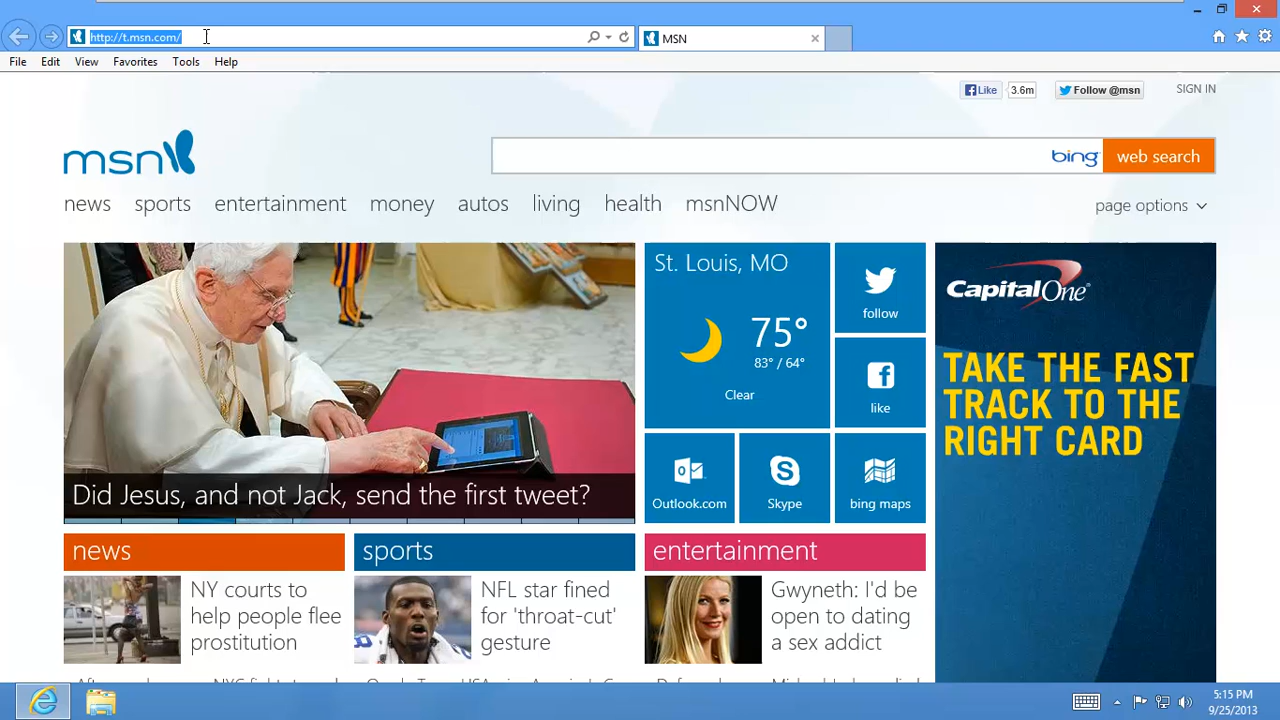 http://t.msn.com/
MSN
File Edit View Favorites Tools Help
Like 3.6m Follow @msn SIGN IN
msn
bing web search
news sports entertainment money autos living health msnNOW
page options
Did Jesus, and not Jack, send the first tweet?
St. Louis, MO
75°
83° / 64°
Clear
follow
like
Outlook.com
Skype
bing maps
CapitalOne
TAKE THE FAST
TRACK TO THE
RIGHT CARD
news
NY courts to
help people flee
prostitution
sports
NFL star fined
for 'throat-cut'
gesture
entertainment
Gwyneth: I'd be
open to dating
a sex addict
5:15 PM
9/25/2013